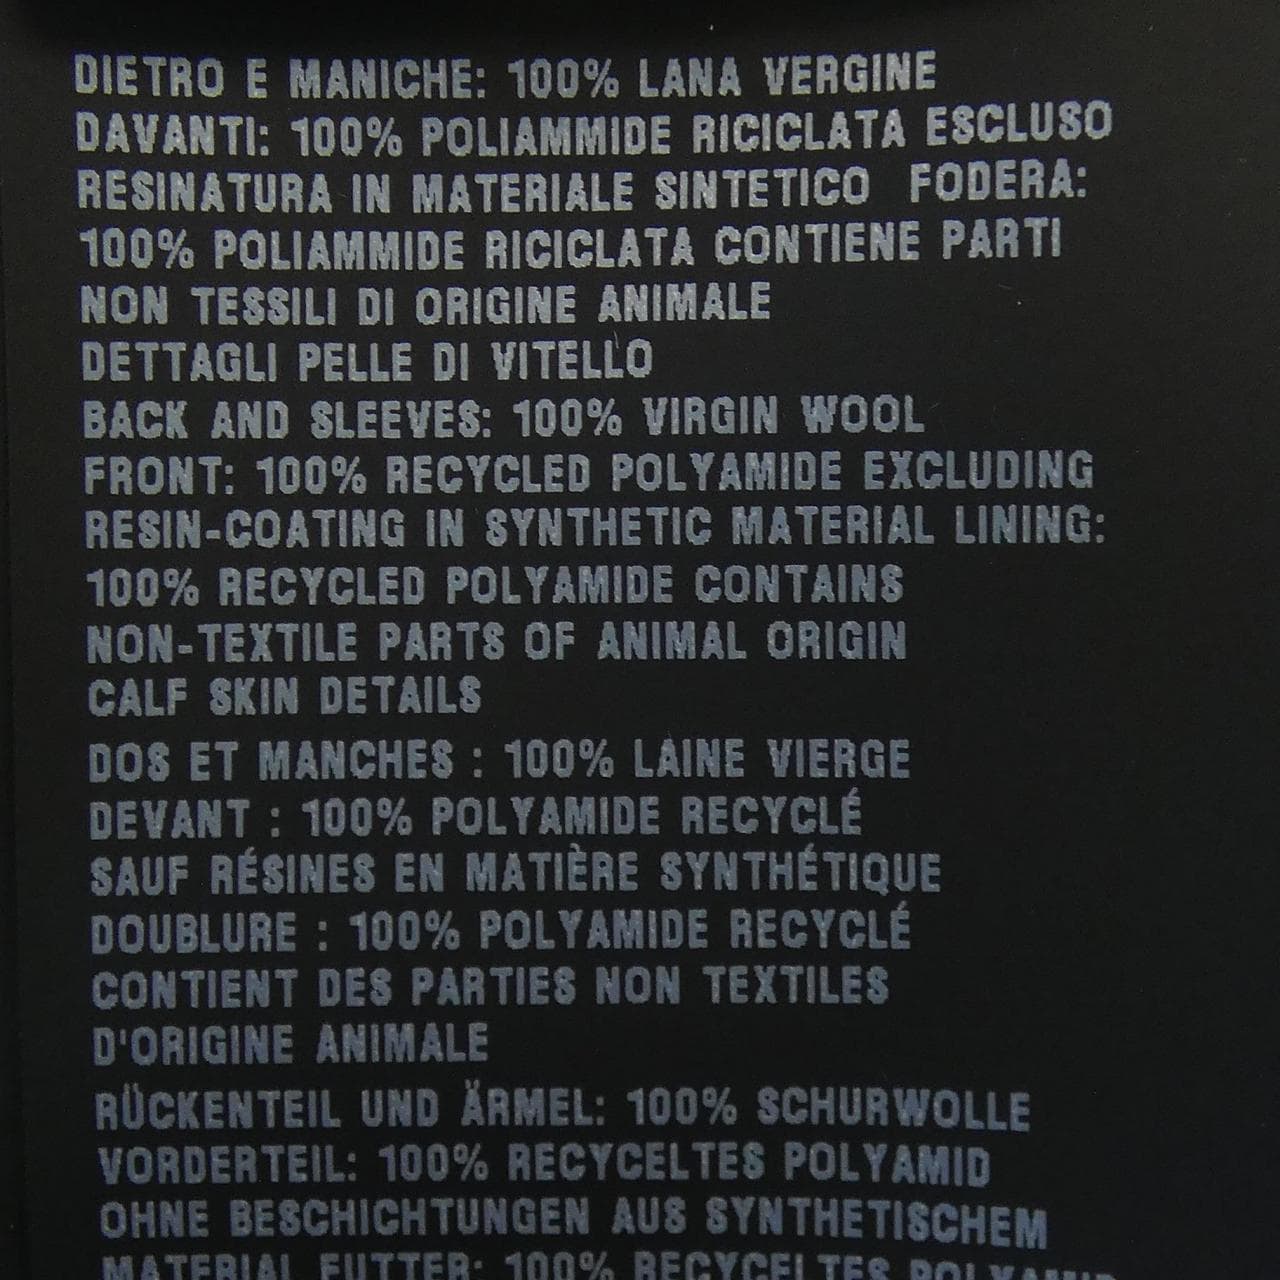 DIETRO E MANICHE: 100% LANA VERGINE
DAVANTI: 100% POLIAMMIDE RICICLATA ESCLUSO
RESINATURA IN MATERIALE SINTETICO FODERA:
100% POLIAMMIDE RICICLATA CONTIENE PARTI
NON TESSILI DI ORIGINE ANIMALE
DETTAGLI PELLE DI VITELLO
BACK AND SLEEVES: 100% VIRGIN WOOL
FRONT: 100% RECYCLED POLYAMIDE EXCLUDING
RESIN-COATING IN SYNTHETIC MATERIAL LINING:
100% RECYCLED POLYAMIDE CONTAINS
NON-TEXTILE PARTS OF ANIMAL ORIGIN
CALF SKIN DETAILS
DOS ET MANCHES : 100% LAINE VIERGE
DEVANT : 100% POLYAMIDE RECYCLÉ
SAUF RÉSINES EN MATIÈRE SYNTHÉTIQUE
DOUBLURE : 100% POLYAMIDE RECYCLÉ
CONTIENT DES PARTIES NON TEXTILES
D'ORIGINE ANIMALE
RÜCKENTEIL UND ÄRMEL: 100% SCHURWOLLE
VORDERTEIL: 100% RECYCELTES POLYAMID
OHNE BESCHICHTUNGEN AUS SYNTHETISCHEM
MATERIAL FUTTER: 100% RECYCELTES POLYAMID